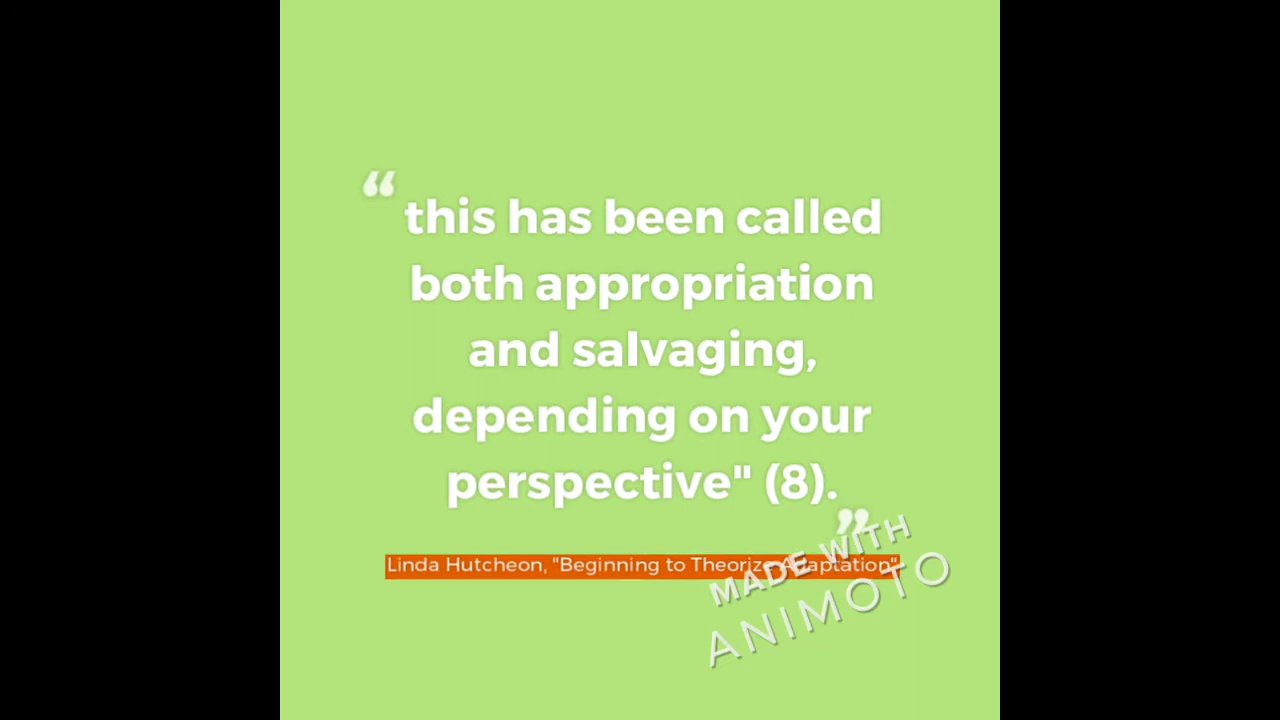 “ this has been called
both appropriation
and salvaging,
depending on your
perspective" (8).
”
Linda Hutcheon, "Beginning to Theorize Adaptation"
MADE WITH
ANIMOTO